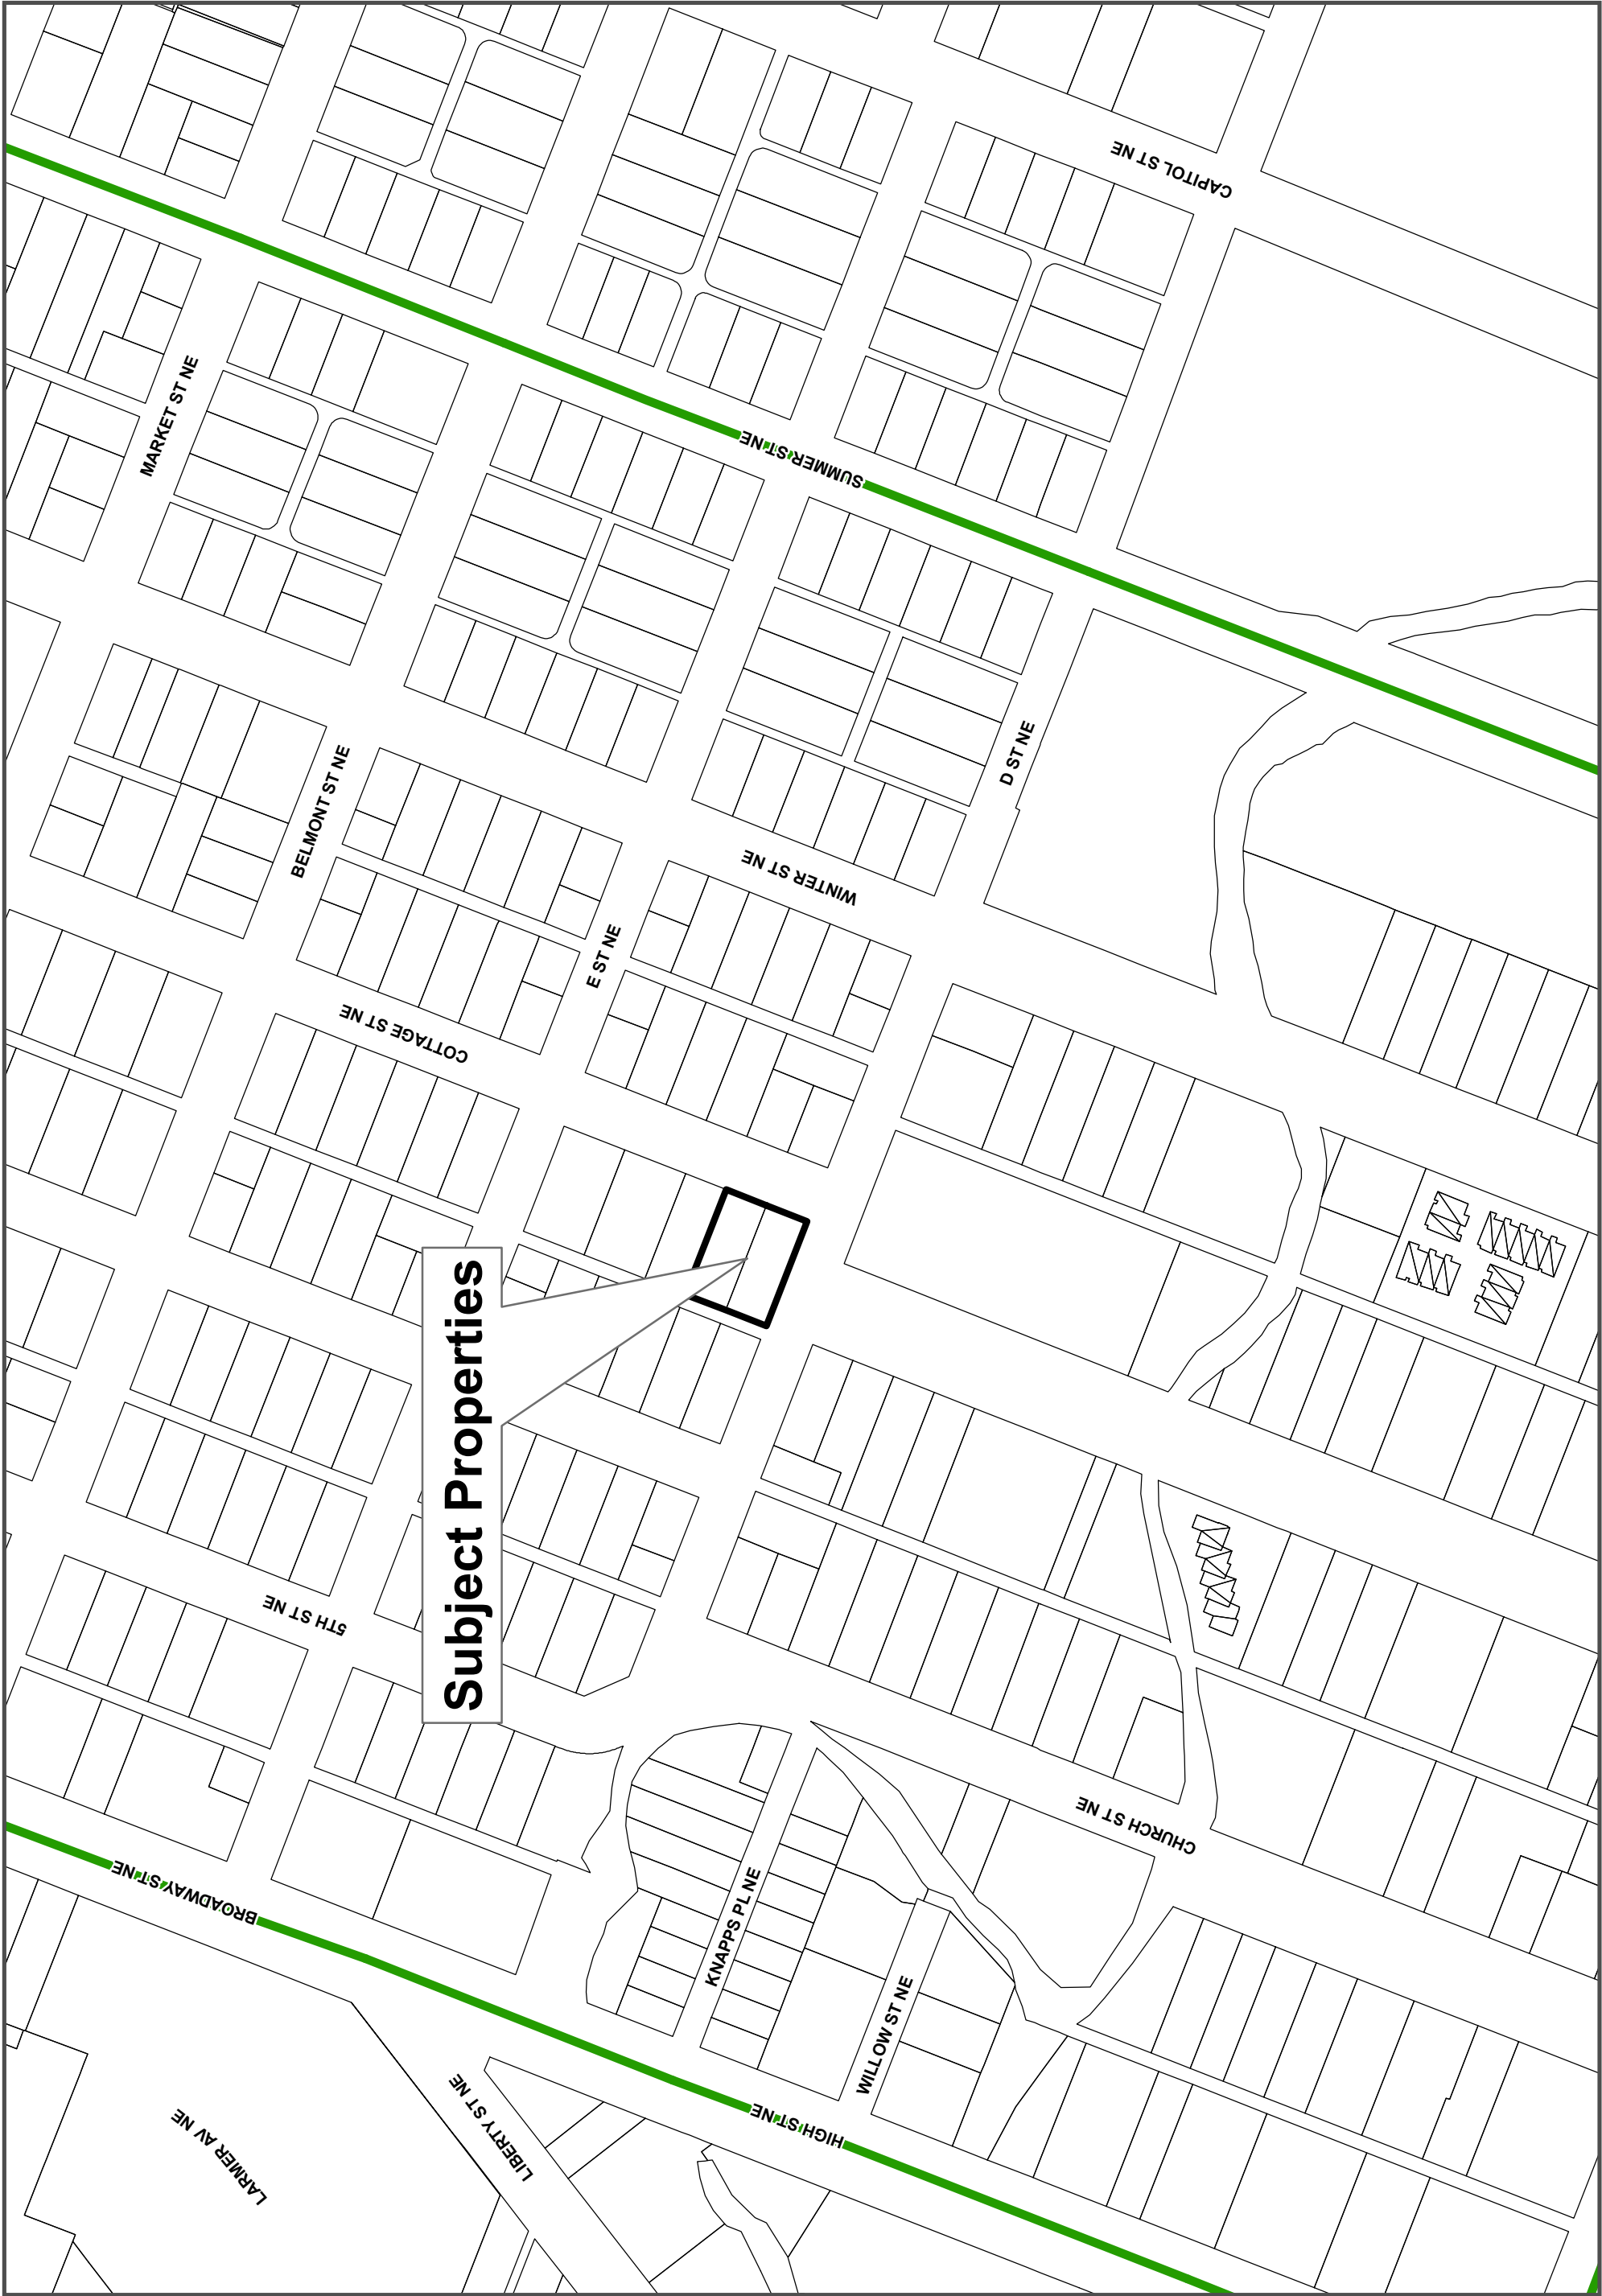 CAPITOL ST NE
MARKET ST NE
SUMMER ST NE
D ST NE
BELMONT ST NE
WINTER ST NE
E ST NE
COTTAGE ST NE
Subject Properties
5TH ST NE
CHURCH ST NE
BROADWAY ST NE
KNAPPS PL NE
WILLOW ST NE
HIGH ST NE
LIBERTY ST NE
LARMER AV NE